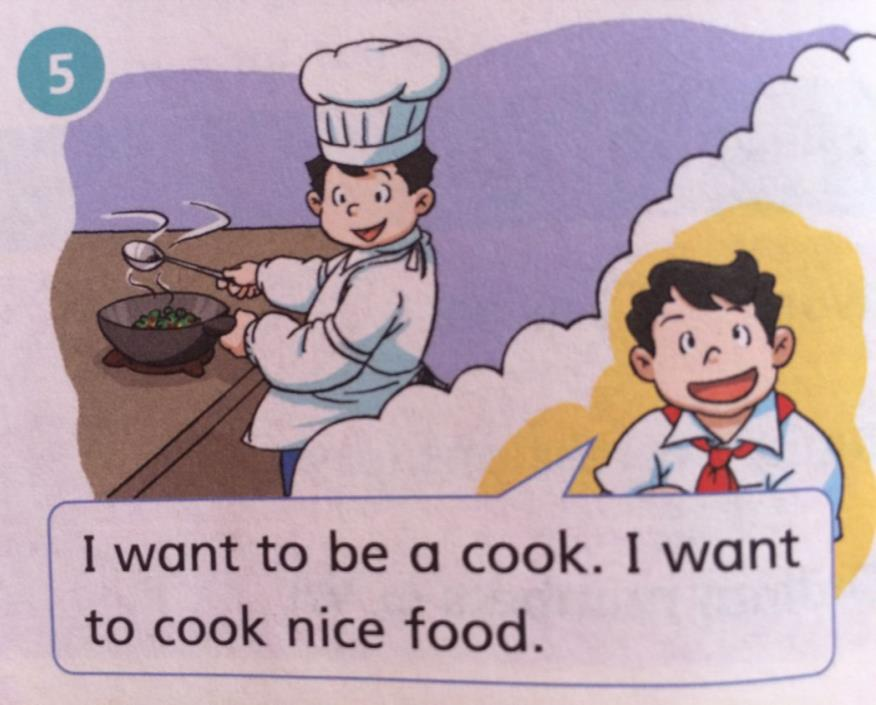 5
I want to be a cook. I want
to cook nice food.